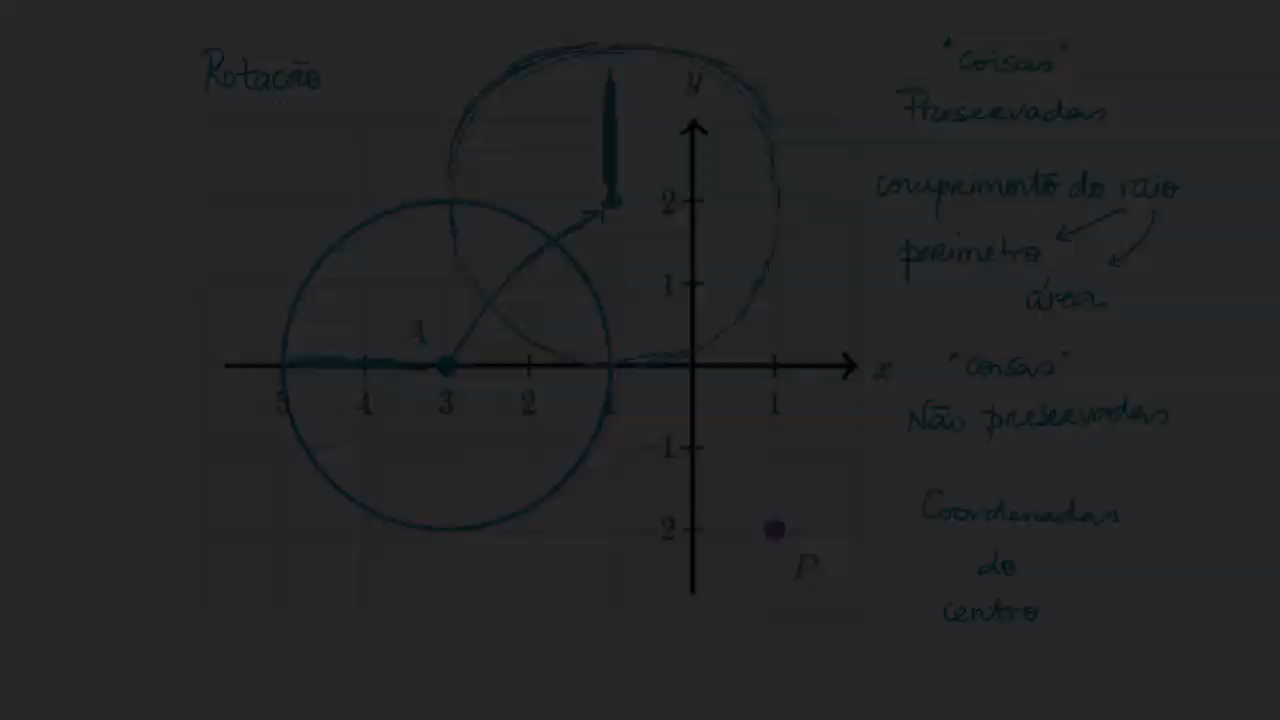 Rotação
y
2
1
A
x
5
4
3
2
1
1
-1
-2
P
"coisas"
Preservadas
comprimento do raio
perímetro
área
"coisas"
Não preservadas
Coordenadas
do
centro